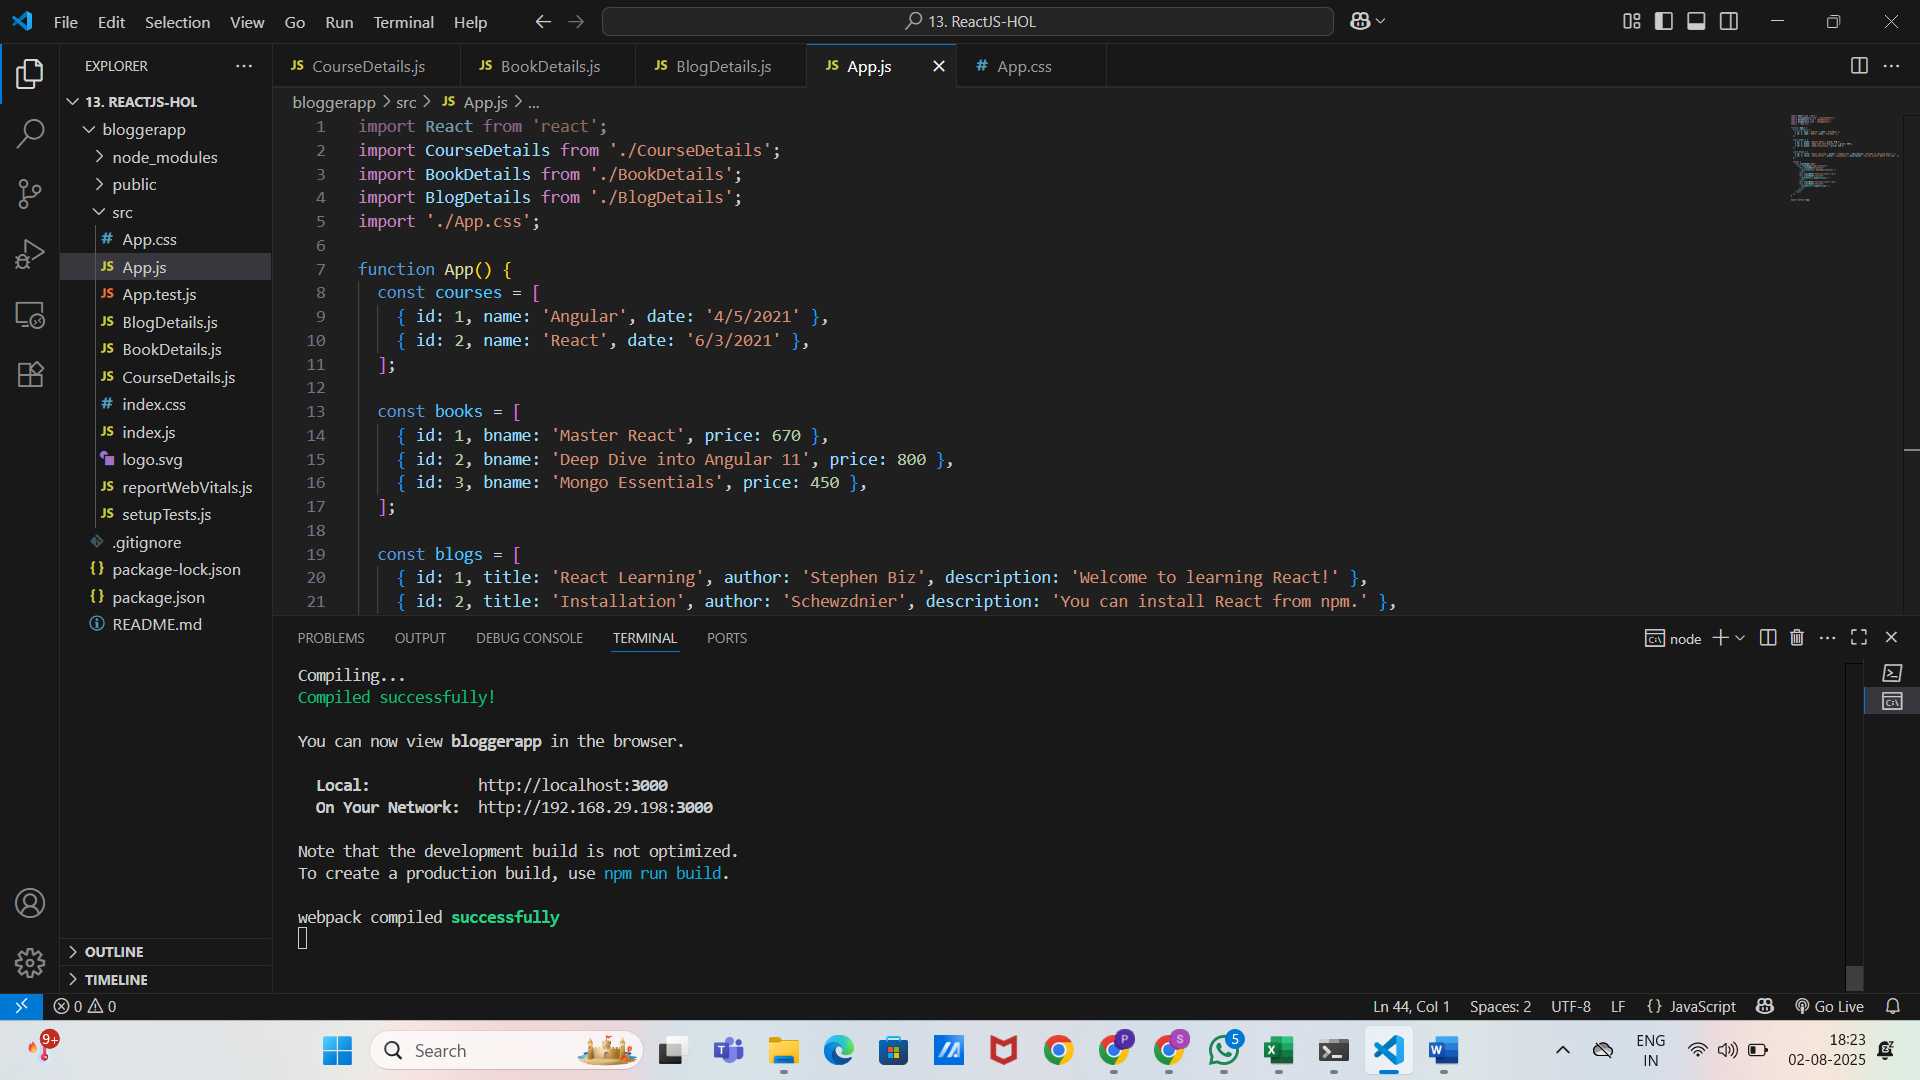 File Edit Selection View Go Run Terminal Help
13. ReactJS-HOL
EXPLORER
13. REACTJS-HOL
bloggerapp
node_modules
public
src
# App.css
JS App.js
JS App.test.js
JS BlogDetails.js
JS BookDetails.js
JS CourseDetails.js
# index.css
JS index.js
logo.svg
JS reportWebVitals.js
JS setupTests.js
.gitignore
{} package-lock.json
{} package.json
README.md
OUTLINE
TIMELINE
JS CourseDetails.js
JS BookDetails.js
JS BlogDetails.js
JS App.js
# App.css
bloggerapp > src > JS App.js > ...
1 import React from 'react';
2 import CourseDetails from './CourseDetails';
3 import BookDetails from './BookDetails';
4 import BlogDetails from './BlogDetails';
5 import './App.css';
6
7 function App() {
8 const courses = [
9 { id: 1, name: 'Angular', date: '4/5/2021' },
10 { id: 2, name: 'React', date: '6/3/2021' },
11 ];
12
13 const books = [
14 { id: 1, bname: 'Master React', price: 670 },
15 { id: 2, bname: 'Deep Dive into Angular 11', price: 800 },
16 { id: 3, bname: 'Mongo Essentials', price: 450 },
17 ];
18
19 const blogs = [
20 { id: 1, title: 'React Learning', author: 'Stephen Biz', description: 'Welcome to learning React!' },
21 { id: 2, title: 'Installation', author: 'Schewzdnier', description: 'You can install React from npm.' },
PROBLEMS OUTPUT DEBUG CONSOLE TERMINAL PORTS
node
Compiling...
Compiled successfully!
You can now view bloggerapp in the browser.
Local: http://localhost:3000
On Your Network: http://192.168.29.198:3000
Note that the development build is not optimized.
To create a production build, use npm run build.
webpack compiled successfully
0 0
Ln 44, Col 1 Spaces: 2 UTF-8 LF {} JavaScript Go Live
9+
Search
P
S
5
ENG
IN
18:23
02-08-2025